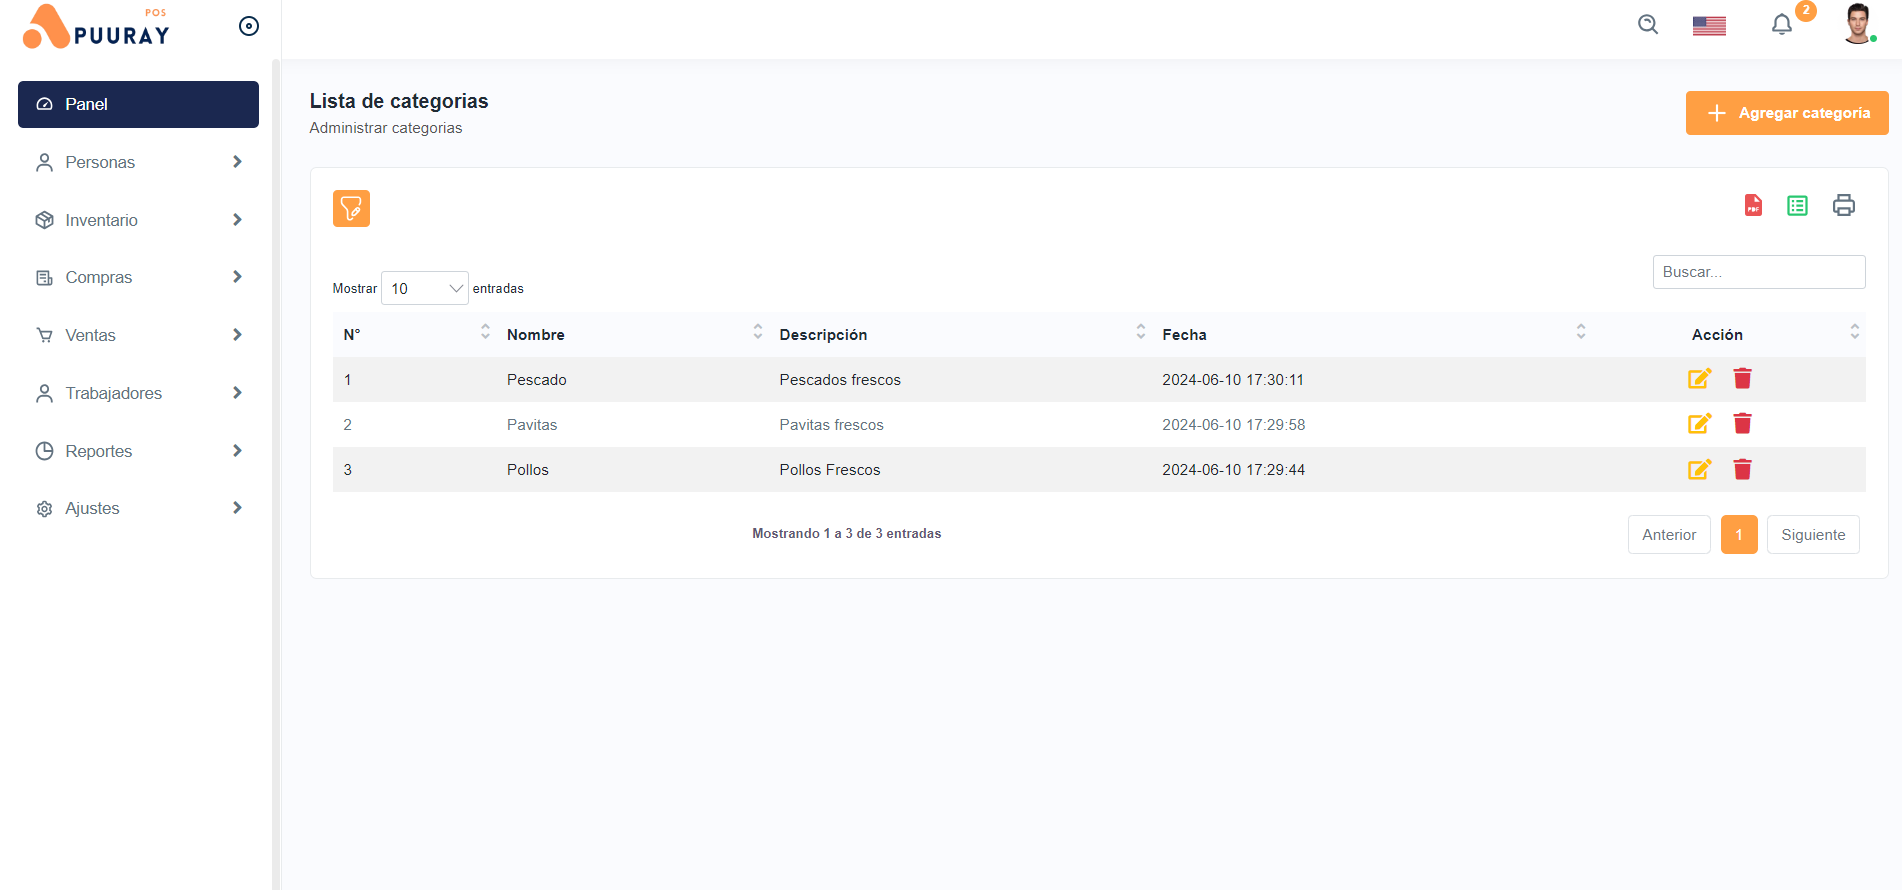 POS
PUURAY
2
Panel
Personas
Inventario
Compras
Ventas
Trabajadores
Reportes
Ajustes
Lista de categorias
Administrar categorias
Agregar categoria
PDF
Buscar...
Mostrar 10 entradas
N° Nombre Descripción Fecha Acción
1 Pescado Pescados frescos 2024-06-10 17:30:11
2 Pavitas Pavitas frescos 2024-06-10 17:29:58
3 Pollos Pollos Frescos 2024-06-10 17:29:44
Mostrando 1 a 3 de 3 entradas
Anterior 1 Siguiente